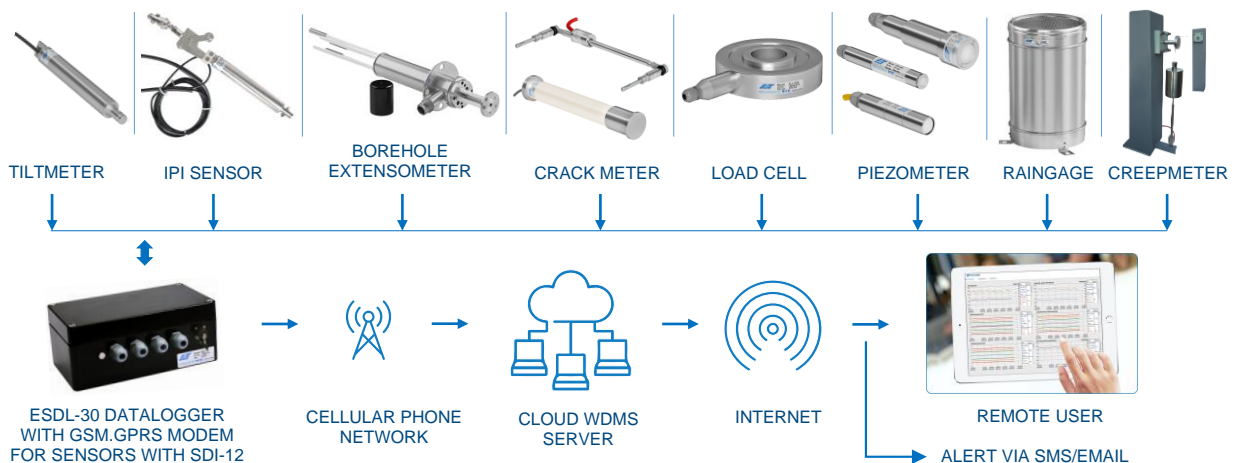 TILTMETER
IPI SENSOR
BOREHOLE
EXTENSOMETER
CRACK METER
LOAD CELL
PIEZOMETER
RAINGAGE
CREEPMETER
ESDL-30 DATALOGGER
WITH GSM.GPRS MODEM
FOR SENSORS WITH SDI-12
CELLULAR PHONE
NETWORK
CLOUD WDMS
SERVER
INTERNET
REMOTE USER
ALERT VIA SMS/EMAIL